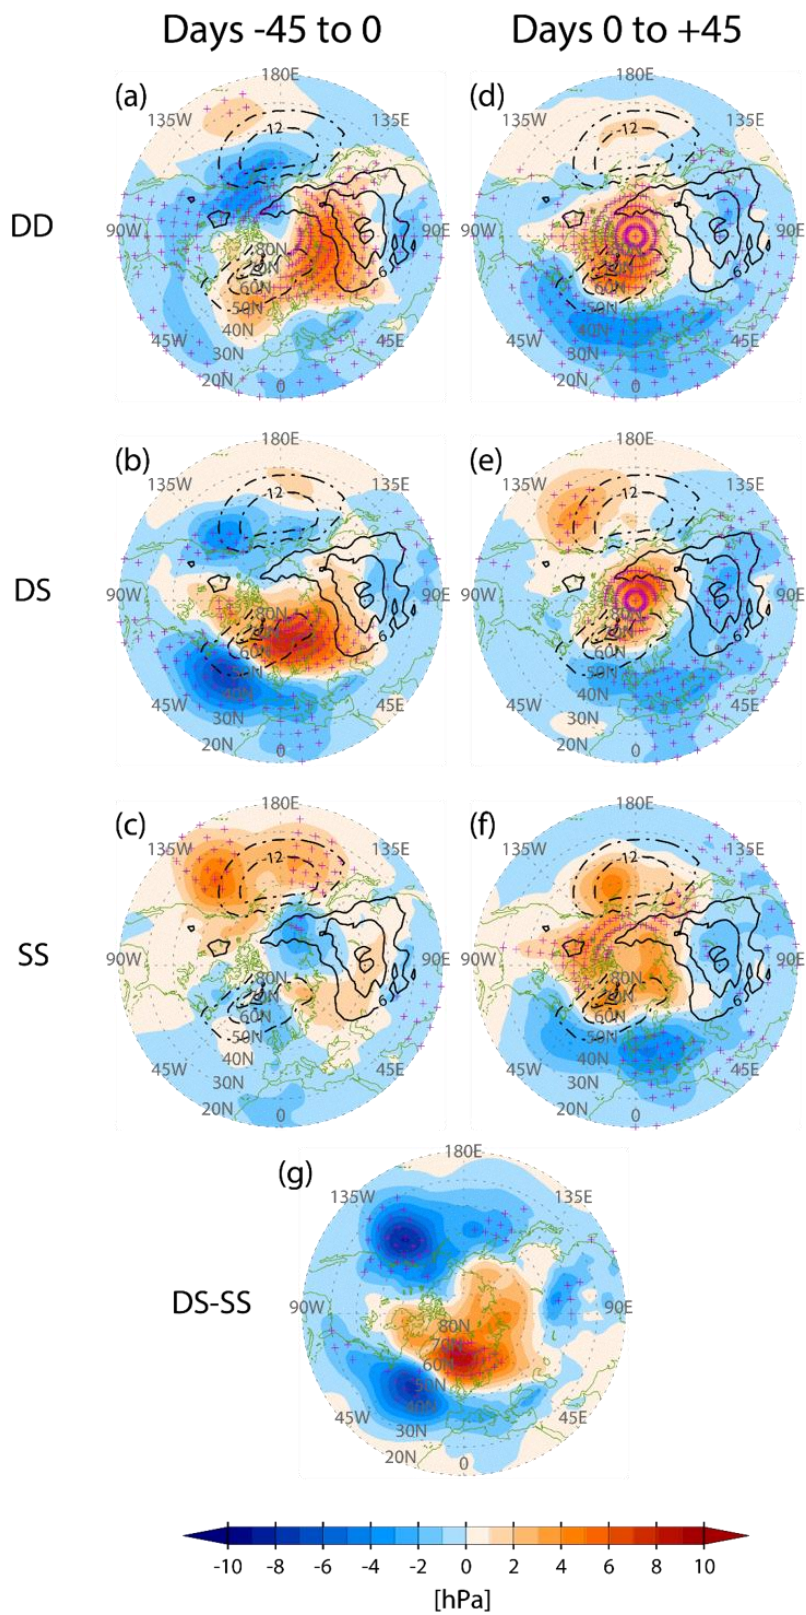 Days -45 to 0 Days 0 to +45
(a) 180E (d) 180E
135W 135E 135W 135E
-12 -12
DD 90W 90E 90W 90E
80N 80N
70N 70N
60N 6 60N 6
50N 50N
45W 40N 45E 45W 40N 45E
30N 30N
20N 0 20N 0
(b) 180E (e) 180E
135W 135E 135W 135E
-12 -12
DS 90W 90E 90W 90E
80N 80N
70N 70N
60N 6 60N 6
50N 50N
45W 40N 45E 45W 40N 45E
30N 30N
20N 0 20N 0
(c) 180E (f) 180E
135W 135E 135W 135E
-12 -12
SS 90W 90E 90W 90E
80N 80N
70N 70N
60N 6 60N 6
50N 50N
45W 40N 45E 45W 40N 45E
30N 30N
20N 0 20N 0
(g) 180E
135W 135E
DS-SS 90W 90E
80N
70N
60N
50N
40N
45W 30N 45E
20N 0
-10 -8 -6 -4 -2 0 2 4 6 8 10
[hPa]